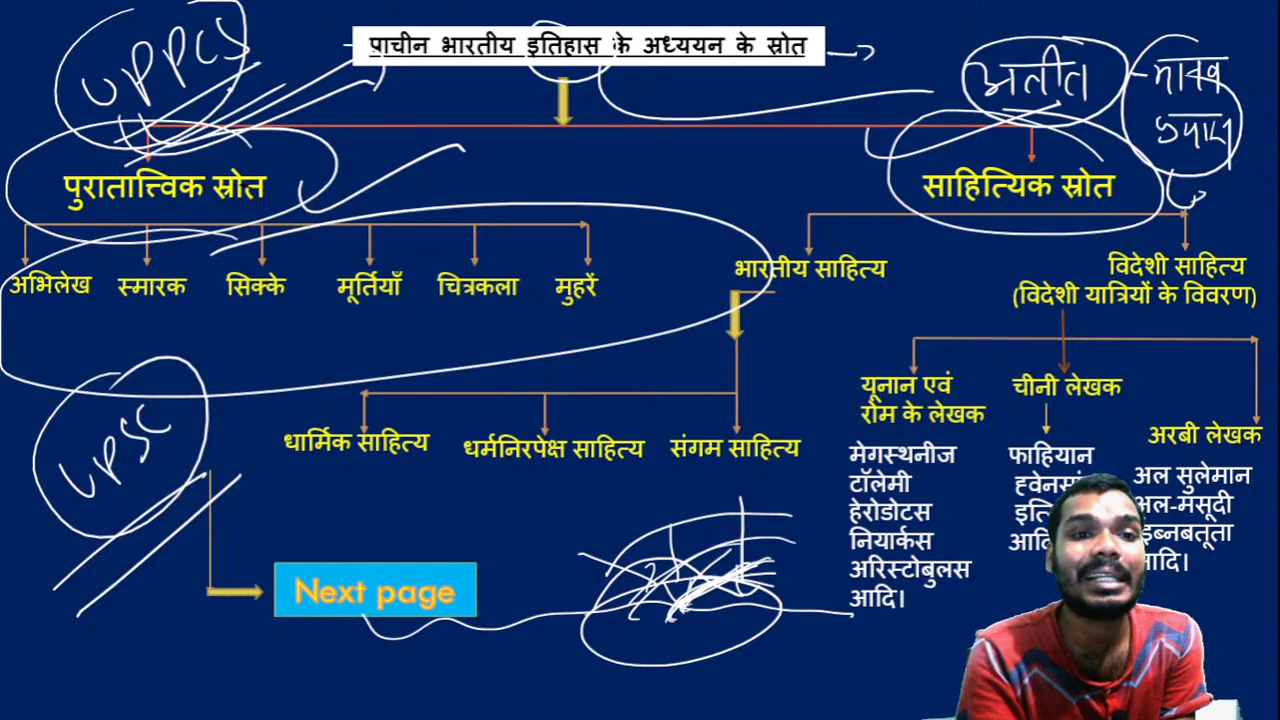 UPPCS
प्राचीन भारतीय इतिहास के अध्ययन के स्रोत
अतीत
मानव
पुरातात्त्विक स्रोत
साहित्यिक स्रोत
अभिलेख
स्मारक
सिक्के
मूर्तियाँ
चित्रकला
मुहरें
भारतीय साहित्य
विदेशी साहित्य
(विदेशी यात्रियों के विवरण)
धार्मिक साहित्य
धर्मनिरपेक्ष साहित्य
संगम साहित्य
यूनान एवं
रोम के लेखक
मेगस्थनीज
टॉलेमी
हेरोडोटस
नियार्कस
अरिस्टोबुलस
आदि।
चीनी लेखक
फाहियान
अरबी लेखक
अल सुलेमान
अल-मसूदी
इब्नबतूता
आदि।
UPSC
Next page